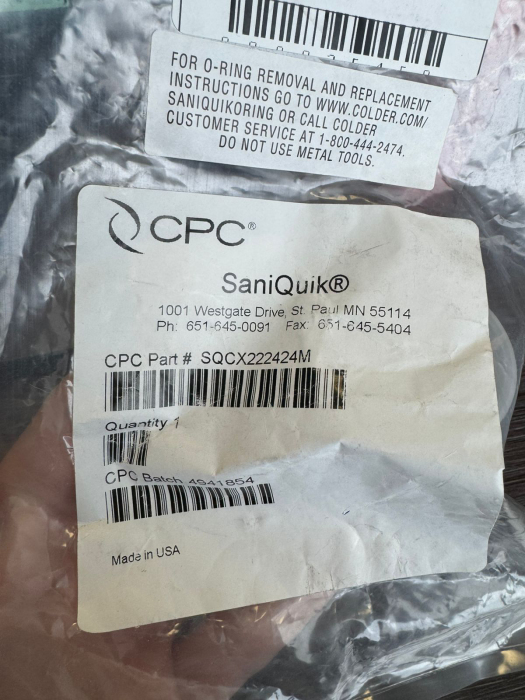 FOR O-RING REMOVAL AND REPLACEMENT
INSTRUCTIONS GO TO WWW.COLDER.COM/
SANIQUIKORING OR CALL COLDER
CUSTOMER SERVICE AT 1-800-444-2474.
DO NOT USE METAL TOOLS.
CPC®
SaniQuik®
1001 Westgate Drive, St. Paul MN 55114
Ph: 651-645-0091 Fax: 651-645-5404
CPC Part # SQCX222424M
Quantity 1
CPC Batch 4941854
Made in USA